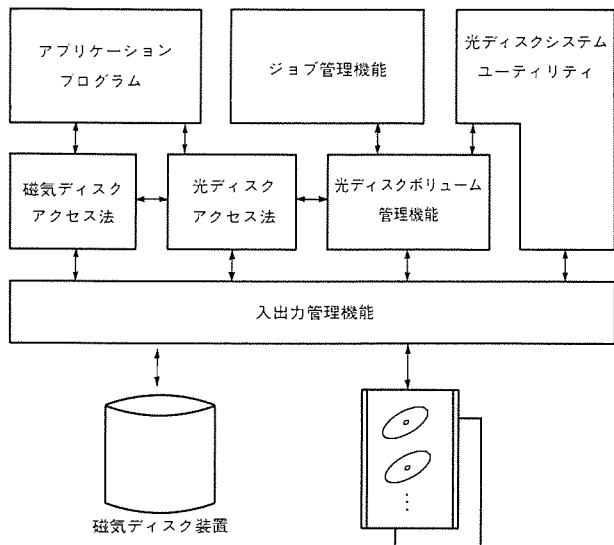 アプリケーション
プログラム
ジョブ管理機能
光ディスクシステム
ユーティリティ
磁気ディスク
アクセス法
光ディスク
アクセス法
光ディスクボリューム
管理機能
入出力管理機能
磁気ディスク装置